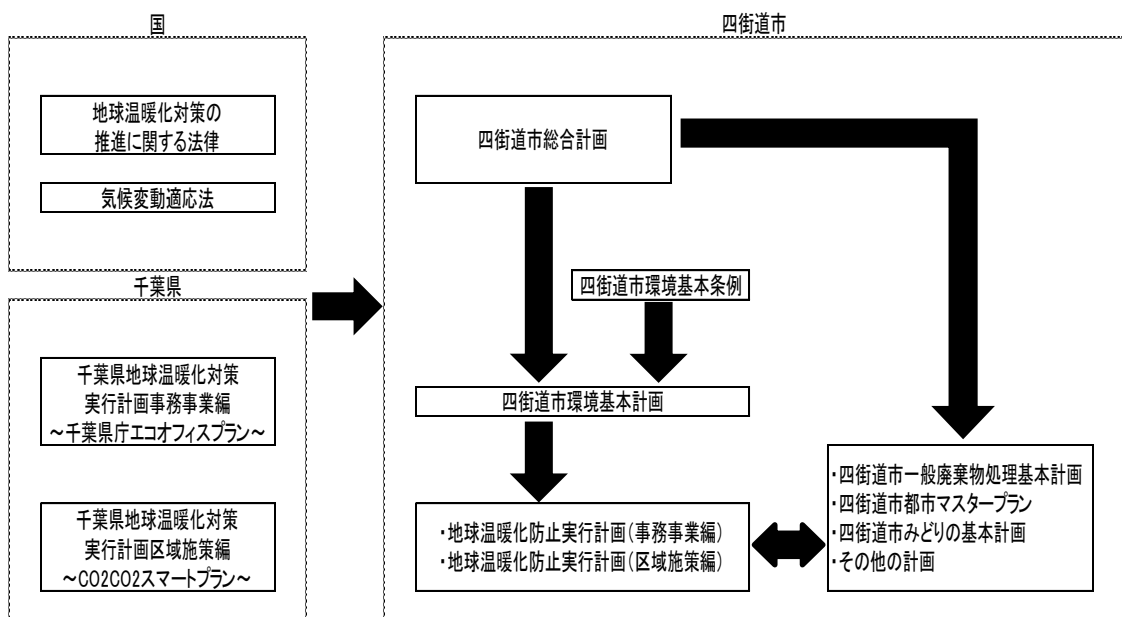 国
地球温暖化対策の
推進に関する法律
気候変動適応法
千葉県
千葉県地球温暖化対策
実行計画事務事業編
～千葉県庁エコオフィスプラン～
千葉県地球温暖化対策
実行計画区域施策編
～CO2CO2スマートプラン～
四街道市
四街道市総合計画
四街道市環境基本条例
四街道市環境基本計画
・地球温暖化防止実行計画(事務事業編)
・地球温暖化防止実行計画(区域施策編)
・四街道市一般廃棄物処理基本計画
・四街道市都市マスタープラン
・四街道市みどりの基本計画
・その他の計画